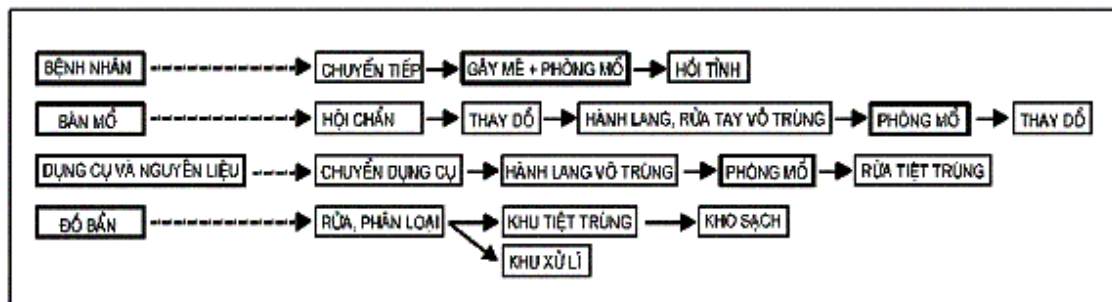 BỆNH NHÂN CHUYỂN TIẾP GÂY MÊ + PHÒNG MỔ HỒI TỈNH
BÀN MỔ HỘI CHẨN THAY ĐỒ HÀNH LANG, RỬA TAY VÔ TRÙNG PHÒNG MỔ THAY ĐỒ
DỤNG CỤ VÀ NGUYÊN LIỆU CHUYỂN DỤNG CỤ HÀNH LANG VÔ TRÙNG PHÒNG MỔ RỬA TIỆT TRÙNG
ĐỒ BẨN RỬA, PHÂN LOẠI KHU TIỆT TRÙNG KHO SẠCH
KHU XỬ LÍ